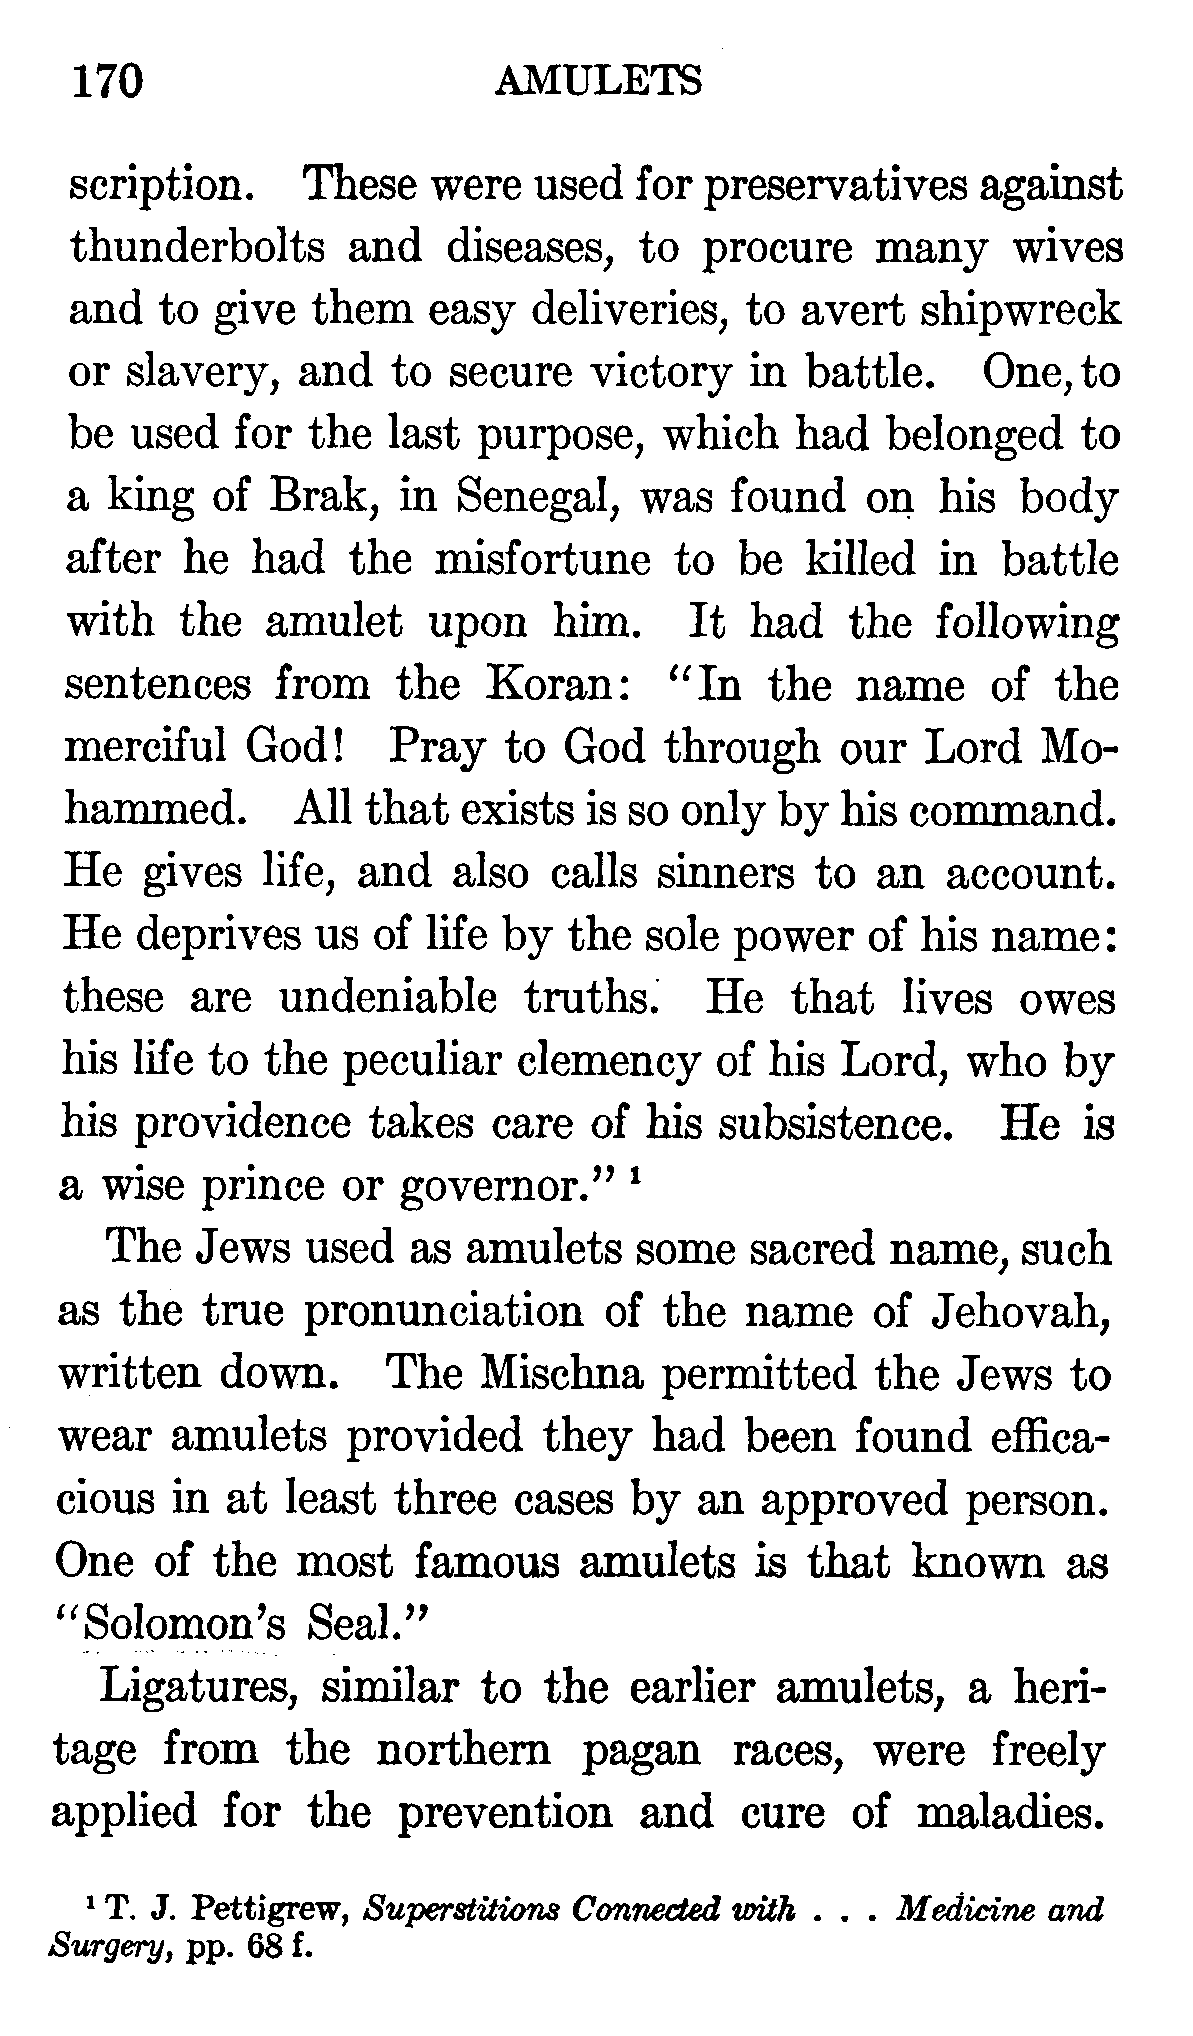 170 AMULETS
scription. These were used for preservatives against
thunderbolts and diseases, to procure many wives
and to give them easy deliveries, to avert shipwreck
or slavery, and to secure victory in battle. One, to
be used for the last purpose, which had belonged to
a king of Brak, in Senegal, was found on his body
after he had the misfortune to be killed in battle
with the amulet upon him. It had the following
sentences from the Koran: "In the name of the
merciful God! Pray to God through our Lord Mo-
hammed. All that exists is so only by his command.
He gives life, and also calls sinners to an account.
He deprives us of life by the sole power of his name:
these are undeniable truths. He that lives owes
his life to the peculiar clemency of his Lord, who by
his providence takes care of his subsistence. He is
a wise prince or governor." ¹
The Jews used as amulets some sacred name, such
as the true pronunciation of the name of Jehovah,
written down. The Mischna permitted the Jews to
wear amulets provided they had been found effica-
cious in at least three cases by an approved person.
One of the most famous amulets is that known as
"Solomon's Seal."
Ligatures, similar to the earlier amulets, a heri-
tage from the northern pagan races, were freely
applied for the prevention and cure of maladies.
¹ T. J. Pettigrew, Superstitions Connected with . . . Medicine and
Surgery, pp. 68 f.